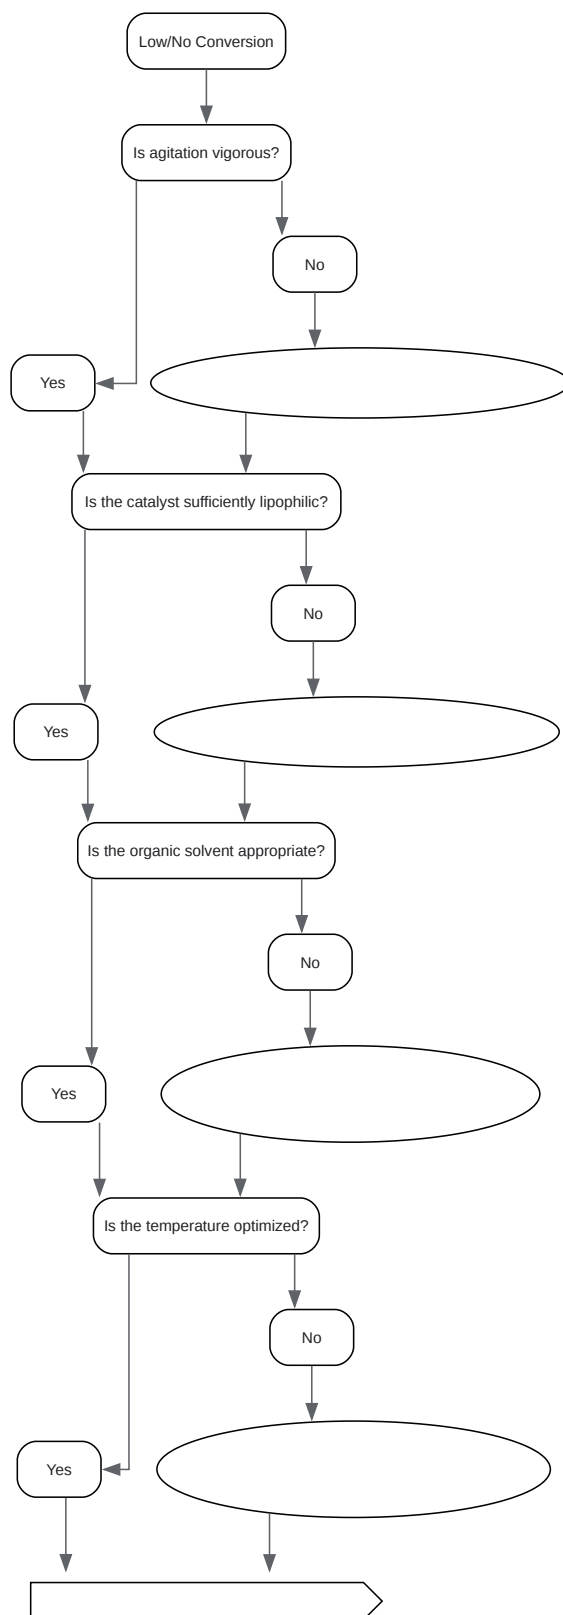 Low/No Conversion
Is agitation vigorous?
No
Yes
Is the catalyst sufficiently lipophilic?
No
Yes
Is the organic solvent appropriate?
No
Yes
Is the temperature optimized?
No
Yes